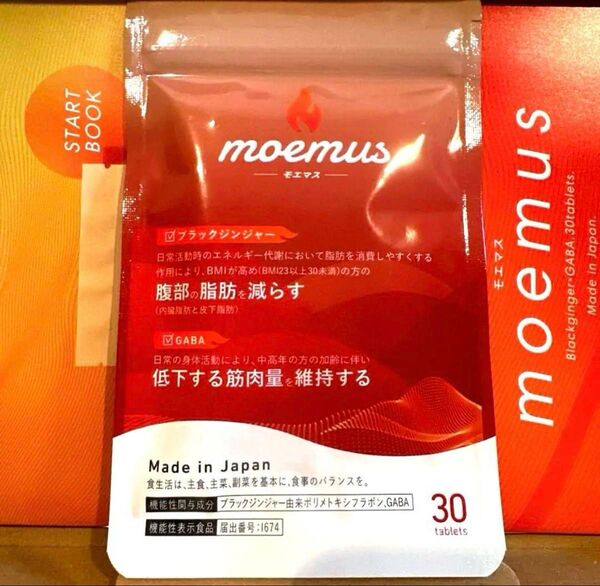 START
BOOK
moemus
モエマス
☑ブラックジンジャー
日常活動時のエネルギー代謝において脂肪を消費しやすくする
作用により、BMIが高め(BMI23以上30未満)の方の
腹部の脂肪を減らす
(内臓脂肪と皮下脂肪)
☑GABA
日常の身体活動により、中高年の方の加齢に伴い
低下する筋肉量を維持する
Made in Japan
食生活は、主食、主菜、副菜を基本に、食事のバランスを。
機能性関与成分 ブラックジンジャー由来ポリメトキシフラボン、GABA
機能性表示食品 届出番号:I674
30
tablets
モエマス
moemus
Blackginger×GABA, 30tablets.
Made in Japan.